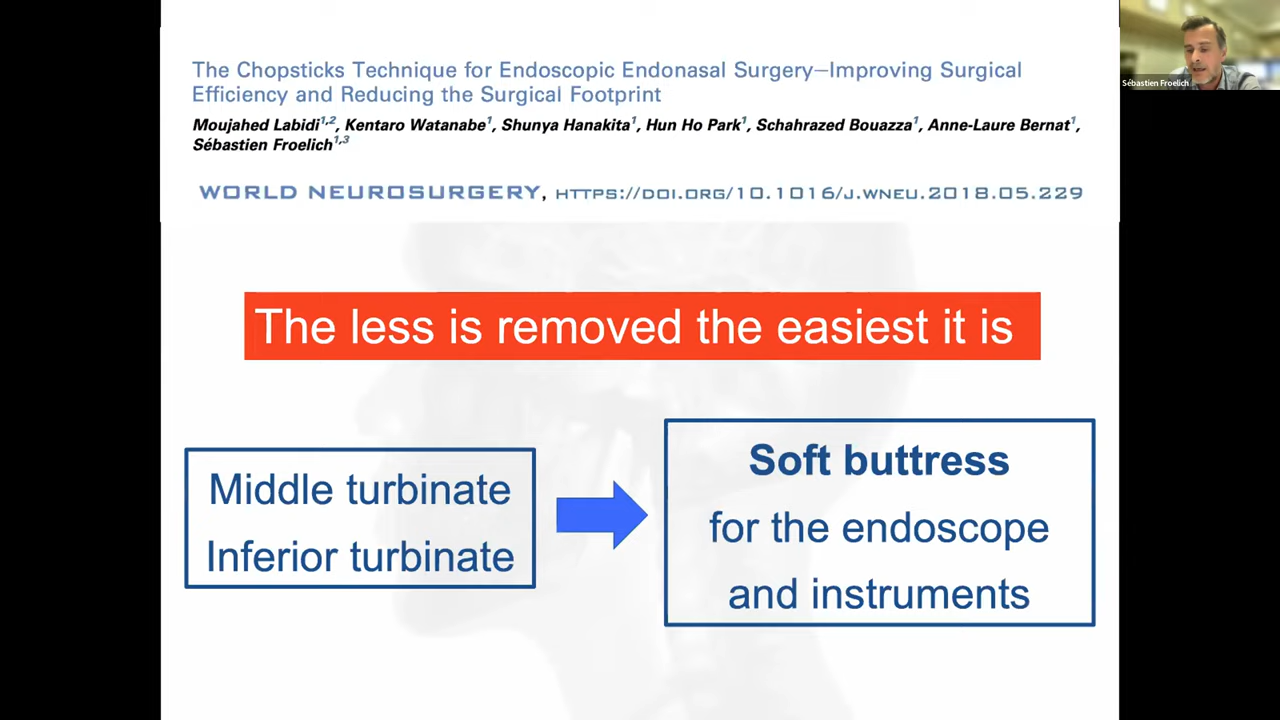 The Chopsticks Technique for Endoscopic Endonasal Surgery—Improving Surgical
Efficiency and Reducing the Surgical Footprint
Moujahed Labidi1,2, Kentaro Watanabe1, Shunya Hanakita1, Hun Ho Park1, Schahrazed Bouazza1, Anne-Laure Bernat1,
Sébastien Froelich1,3
WORLD NEUROSURGERY, HTTPS://DOI.ORG/10.1016/J.WNEU.2018.05.229
Sébastien Froelich
The less is removed the easiest it is
Middle turbinate
Inferior turbinate
Soft buttress
for the endoscope
and instruments